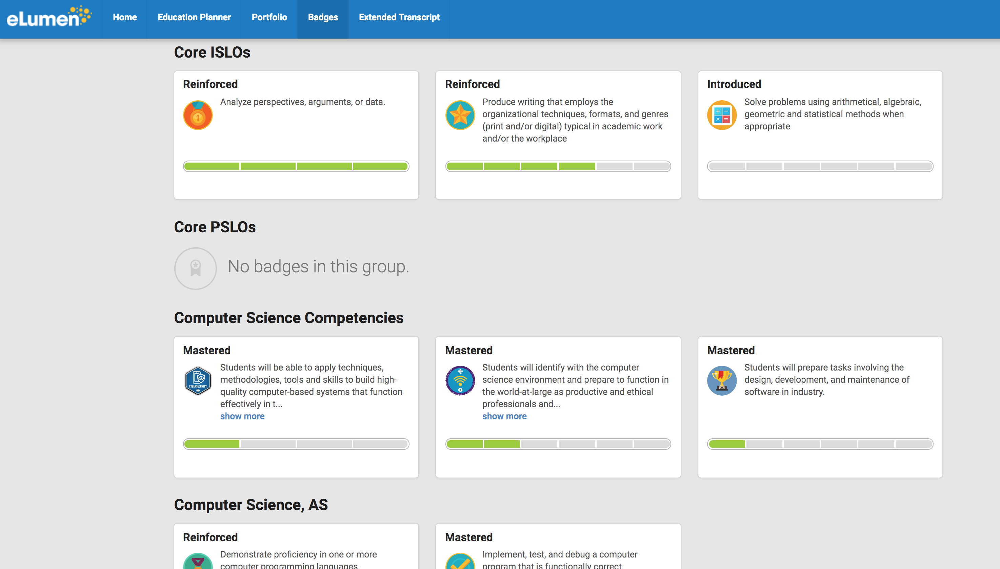 eLumen
Home
Education Planner
Portfolio
Badges
Extended Transcript
Core ISLOs
Reinforced
1
Analyze perspectives, arguments, or data.
Reinforced
Produce writing that employs the
organizational techniques, formats, and genres
(print and/or digital) typical in academic work
and/or the workplace
Introduced
+ − × =
Solve problems using arithmetical, algebraic,
geometric and statistical methods when
appropriate
Core PSLOs
No badges in this group.
Computer Science Competencies
Mastered
CYBERSECURITY
Students will be able to apply techniques,
methodologies, tools and skills to build high-
quality computer-based systems that function
effectively in t...
show more
Mastered
1
Students will identify with the computer
science environment and prepare to function in
the world-at-large as productive and ethical
professionals and...
show more
Mastered
Students will prepare tasks involving the
design, development, and maintenance of
software in industry.
Computer Science, AS
Reinforced
Demonstrate proficiency in one or more
computer programming languages.
Mastered
Implement, test, and debug a computer
program that is functionally correct.